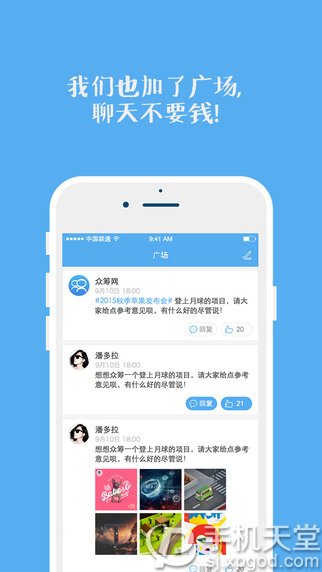 我们也加了广场,
聊天不要钱!
中国联通 9:41 AM
广场
众筹网
9月10日 18:00
#2015秋季苹果发布会# 登上月球的项目，请大
家给点参考意见呗，有什么好的尽管说！
回复 20
潘多拉
9月10日 18:00
想想众筹一个登上月球的项目，请大家给点参考
意见呗，有什么好的尽管说！
回复 21
潘多拉
9月10日 18:00
想想众筹一个登上月球的项目，请大家给点参考
意见呗，有什么好的尽管说！
手机天堂
sj.xpgod.com